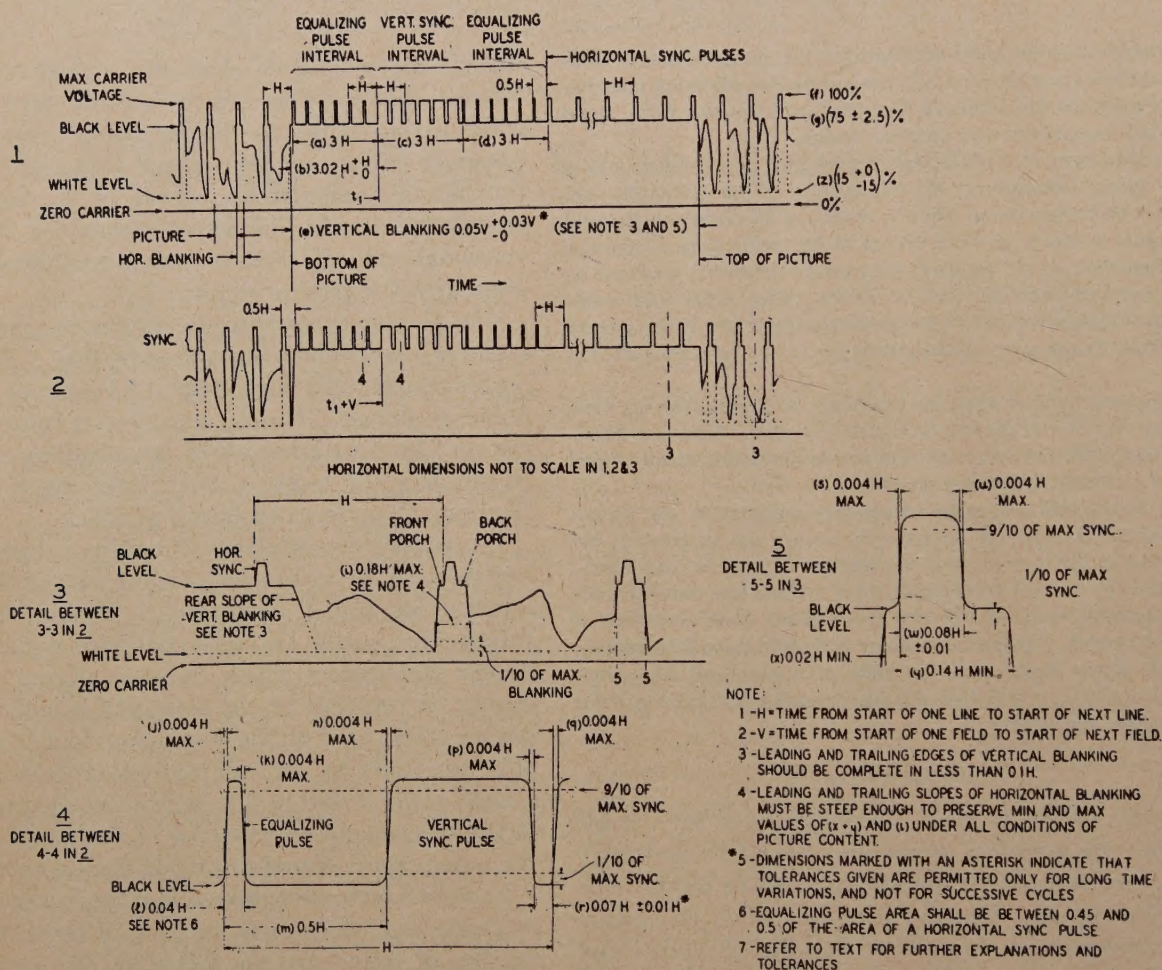 EQUALIZING PULSE INTERVAL
VERT. SYNC. PULSE INTERVAL
EQUALIZING PULSE INTERVAL
HORIZONTAL SYNC. PULSES
MAX CARRIER VOLTAGE
H
H
H
0.5H
H
(f) 100%
BLACK LEVEL
(g)(75 ± 2.5)%
1
(a) 3 H
(c) 3 H
(d) 3 H
(b) 3.02 H +H -0
WHITE LEVEL
t₁
(z)(15 +0 -15)%
ZERO CARRIER
0%
PICTURE
(e) VERTICAL BLANKING 0.05V +0.03V* -0 (SEE NOTE 3 AND 5)
HOR. BLANKING
BOTTOM OF PICTURE
TIME
TOP OF PICTURE
0.5H
H
SYNC.
2
4
4
t₁+V
3
3
HORIZONTAL DIMENSIONS NOT TO SCALE IN 1,2&3
H
FRONT PORCH
BACK PORCH
BLACK LEVEL
HOR. SYNC.
(i) 0.18H MAX.
SEE NOTE 4
3
DETAIL BETWEEN
3-3 IN 2
REAR SLOPE OF
VERT. BLANKING
SEE NOTE 3
WHITE LEVEL
1/10 OF MAX.
BLANKING
5
5
ZERO CARRIER
(s) 0.004 H
MAX.
(u) 0.004 H
MAX.
9/10 OF MAX SYNC.
5
DETAIL BETWEEN
5-5 IN 3
1/10 OF MAX
SYNC.
BLACK
LEVEL
(w) 0.08H
±0.01
(x) 0.02 H MIN.
(y) 0.14 H MIN.
(j) 0.004 H
MAX.
n) 0.004 H
MAX.
(q) 0.004 H
MAX.
(k) 0.004 H
MAX.
(p) 0.004 H
MAX
9/10 OF
MAX. SYNC.
4
DETAIL BETWEEN
4-4 IN 2
EQUALIZING
PULSE
VERTICAL
SYNC. PULSE
1/10 OF
MAX. SYNC.
BLACK LEVEL
(ℓ) 0.04 H
SEE NOTE 6
(m) 0.5H
(r) 0.07 H ±0.01 H*
H
NOTE:
1 -H=TIME FROM START OF ONE LINE TO START OF NEXT LINE.
2 -V=TIME FROM START OF ONE FIELD TO START OF NEXT FIELD.
3 -LEADING AND TRAILING EDGES OF VERTICAL BLANKING
SHOULD BE COMPLETE IN LESS THAN 0.1H.
4 -LEADING AND TRAILING SLOPES OF HORIZONTAL BLANKING
MUST BE STEEP ENOUGH TO PRESERVE MIN. AND MAX
VALUES OF (x + y) AND (i) UNDER ALL CONDITIONS OF
PICTURE CONTENT.
*5 -DIMENSIONS MARKED WITH AN ASTERISK INDICATE THAT
TOLERANCES GIVEN ARE PERMITTED ONLY FOR LONG TIME
VARIATIONS, AND NOT FOR SUCCESSIVE CYCLES
6 -EQUALIZING PULSE AREA SHALL BE BETWEEN 0.45 AND
0.5 OF THE AREA OF A HORIZONTAL SYNC PULSE
7 -REFER TO TEXT FOR FURTHER EXPLANATIONS AND
TOLERANCES